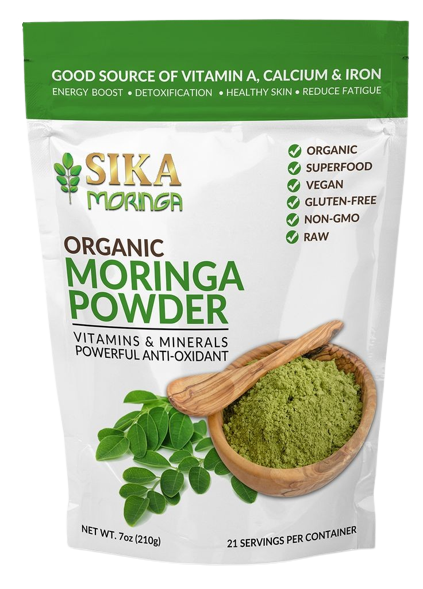 GOOD SOURCE OF VITAMIN A, CALCIUM & IRON
ENERGY BOOST • DETOXIFICATION • HEALTHY SKIN • REDUCE FATIGUE
SIKA
MORINGA
ORGANIC
SUPERFOOD
VEGAN
GLUTEN-FREE
NON-GMO
RAW
ORGANIC
MORINGA
POWDER
VITAMINS & MINERALS
POWERFUL ANTI-OXIDANT
NET WT. 7oz (210g)
21 SERVINGS PER CONTAINER